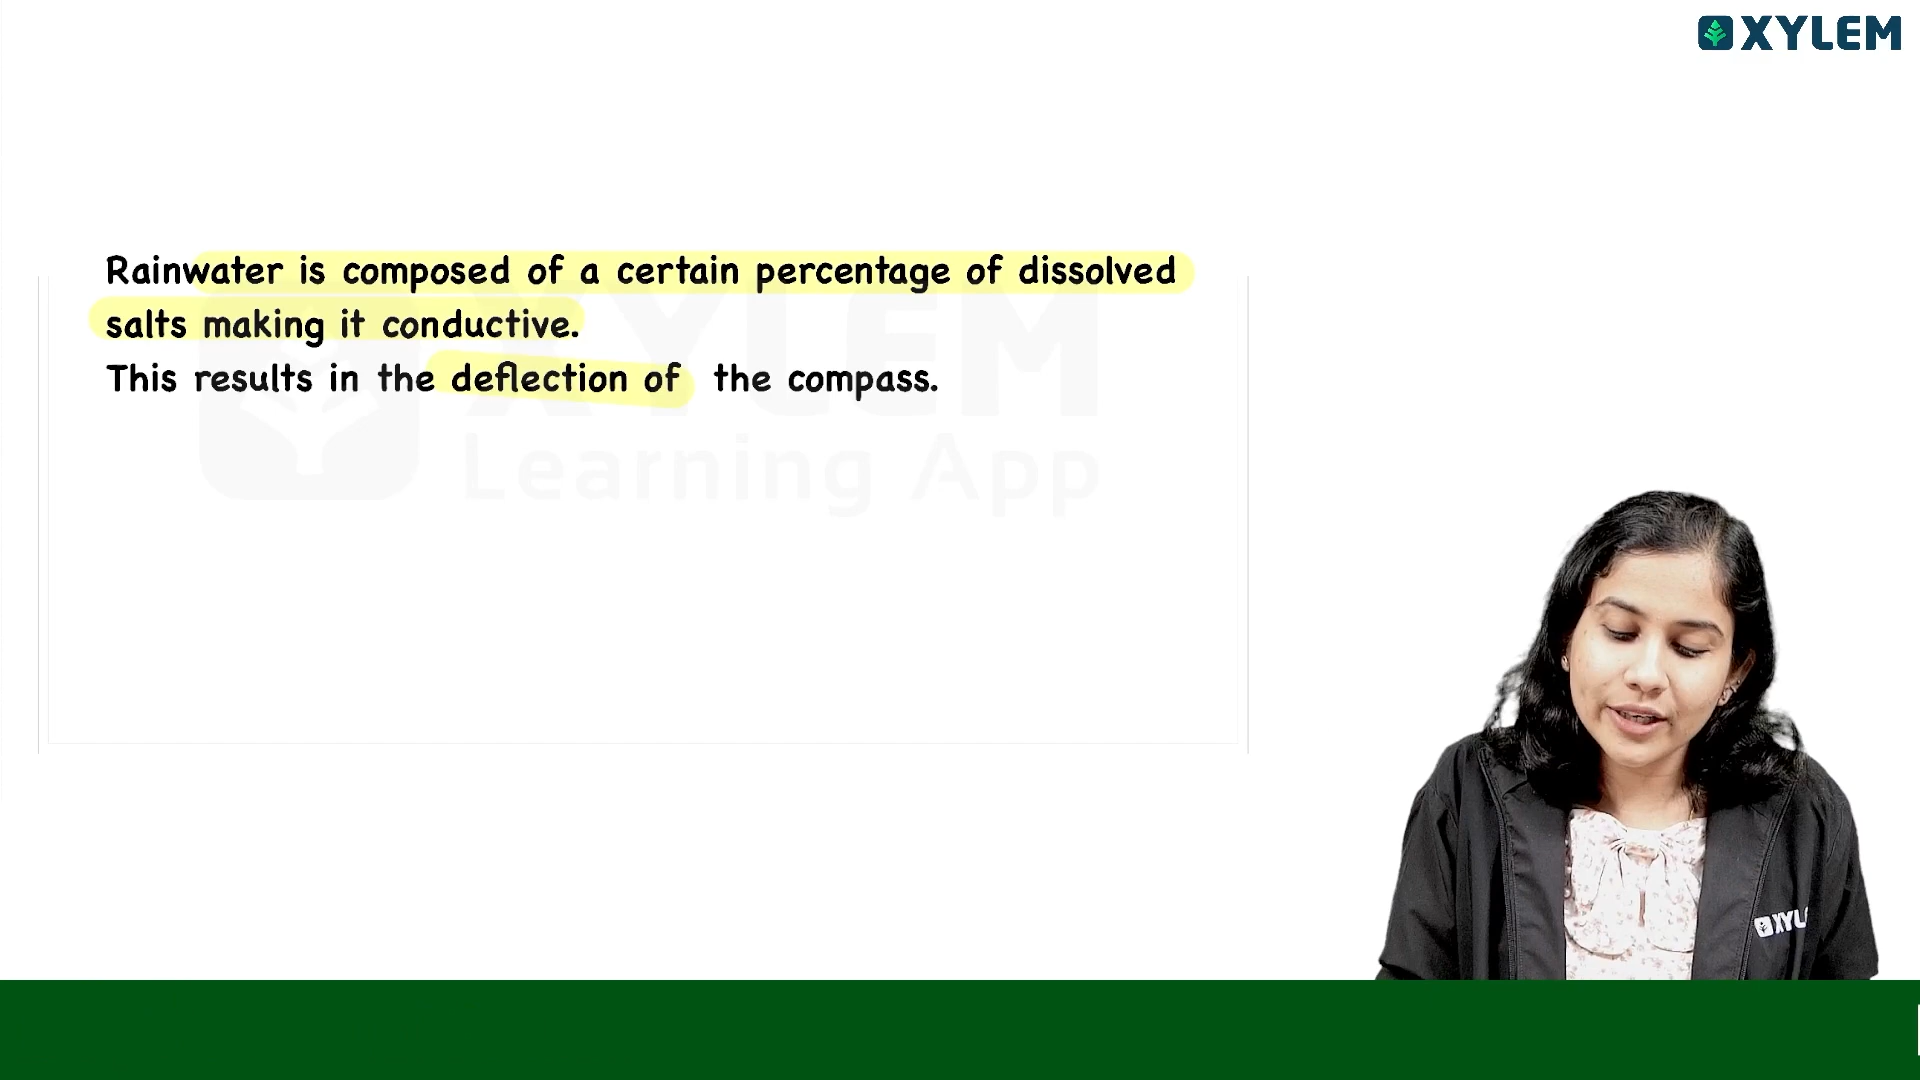 XYLEM
Rainwater is composed of a certain percentage of dissolved
salts making it conductive.
This results in the deflection of the compass.
XYLEM
Learning App
XYL